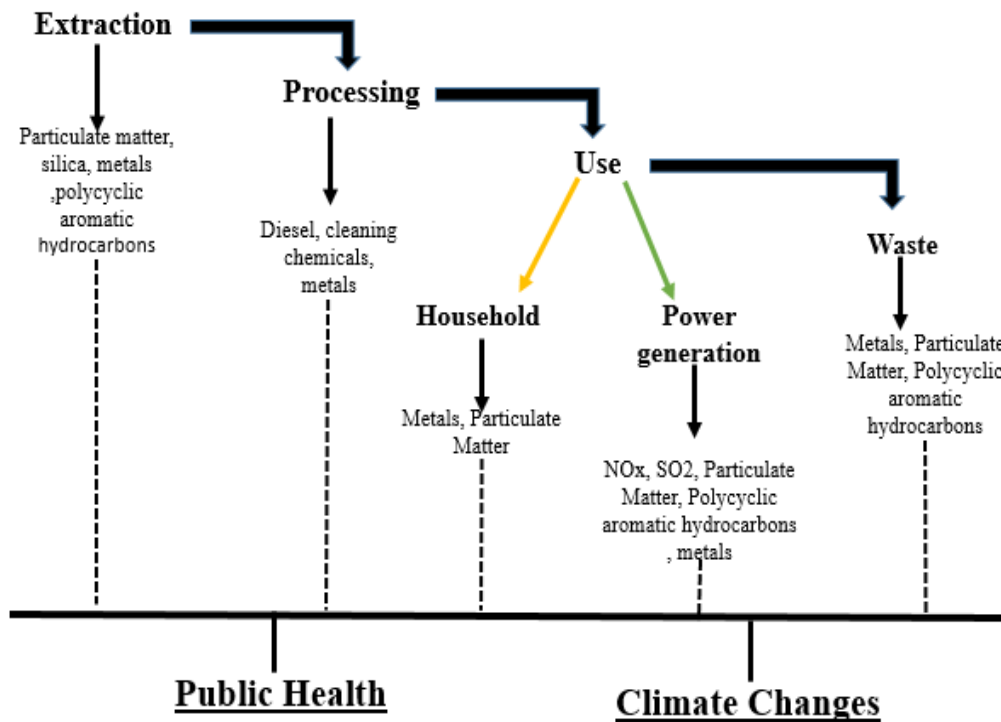 Extraction
Processing
Use
Waste
Particulate matter,
silica, metals
,polycyclic
aromatic
hydrocarbons
Diesel, cleaning
chemicals,
metals
Household
Power
generation
Metals, Particulate
Matter
NOx, SO2, Particulate
Matter, Polycyclic
aromatic hydrocarbons
, metals
Metals, Particulate
Matter, Polycyclic
aromatic
hydrocarbons
Public Health
Climate Changes